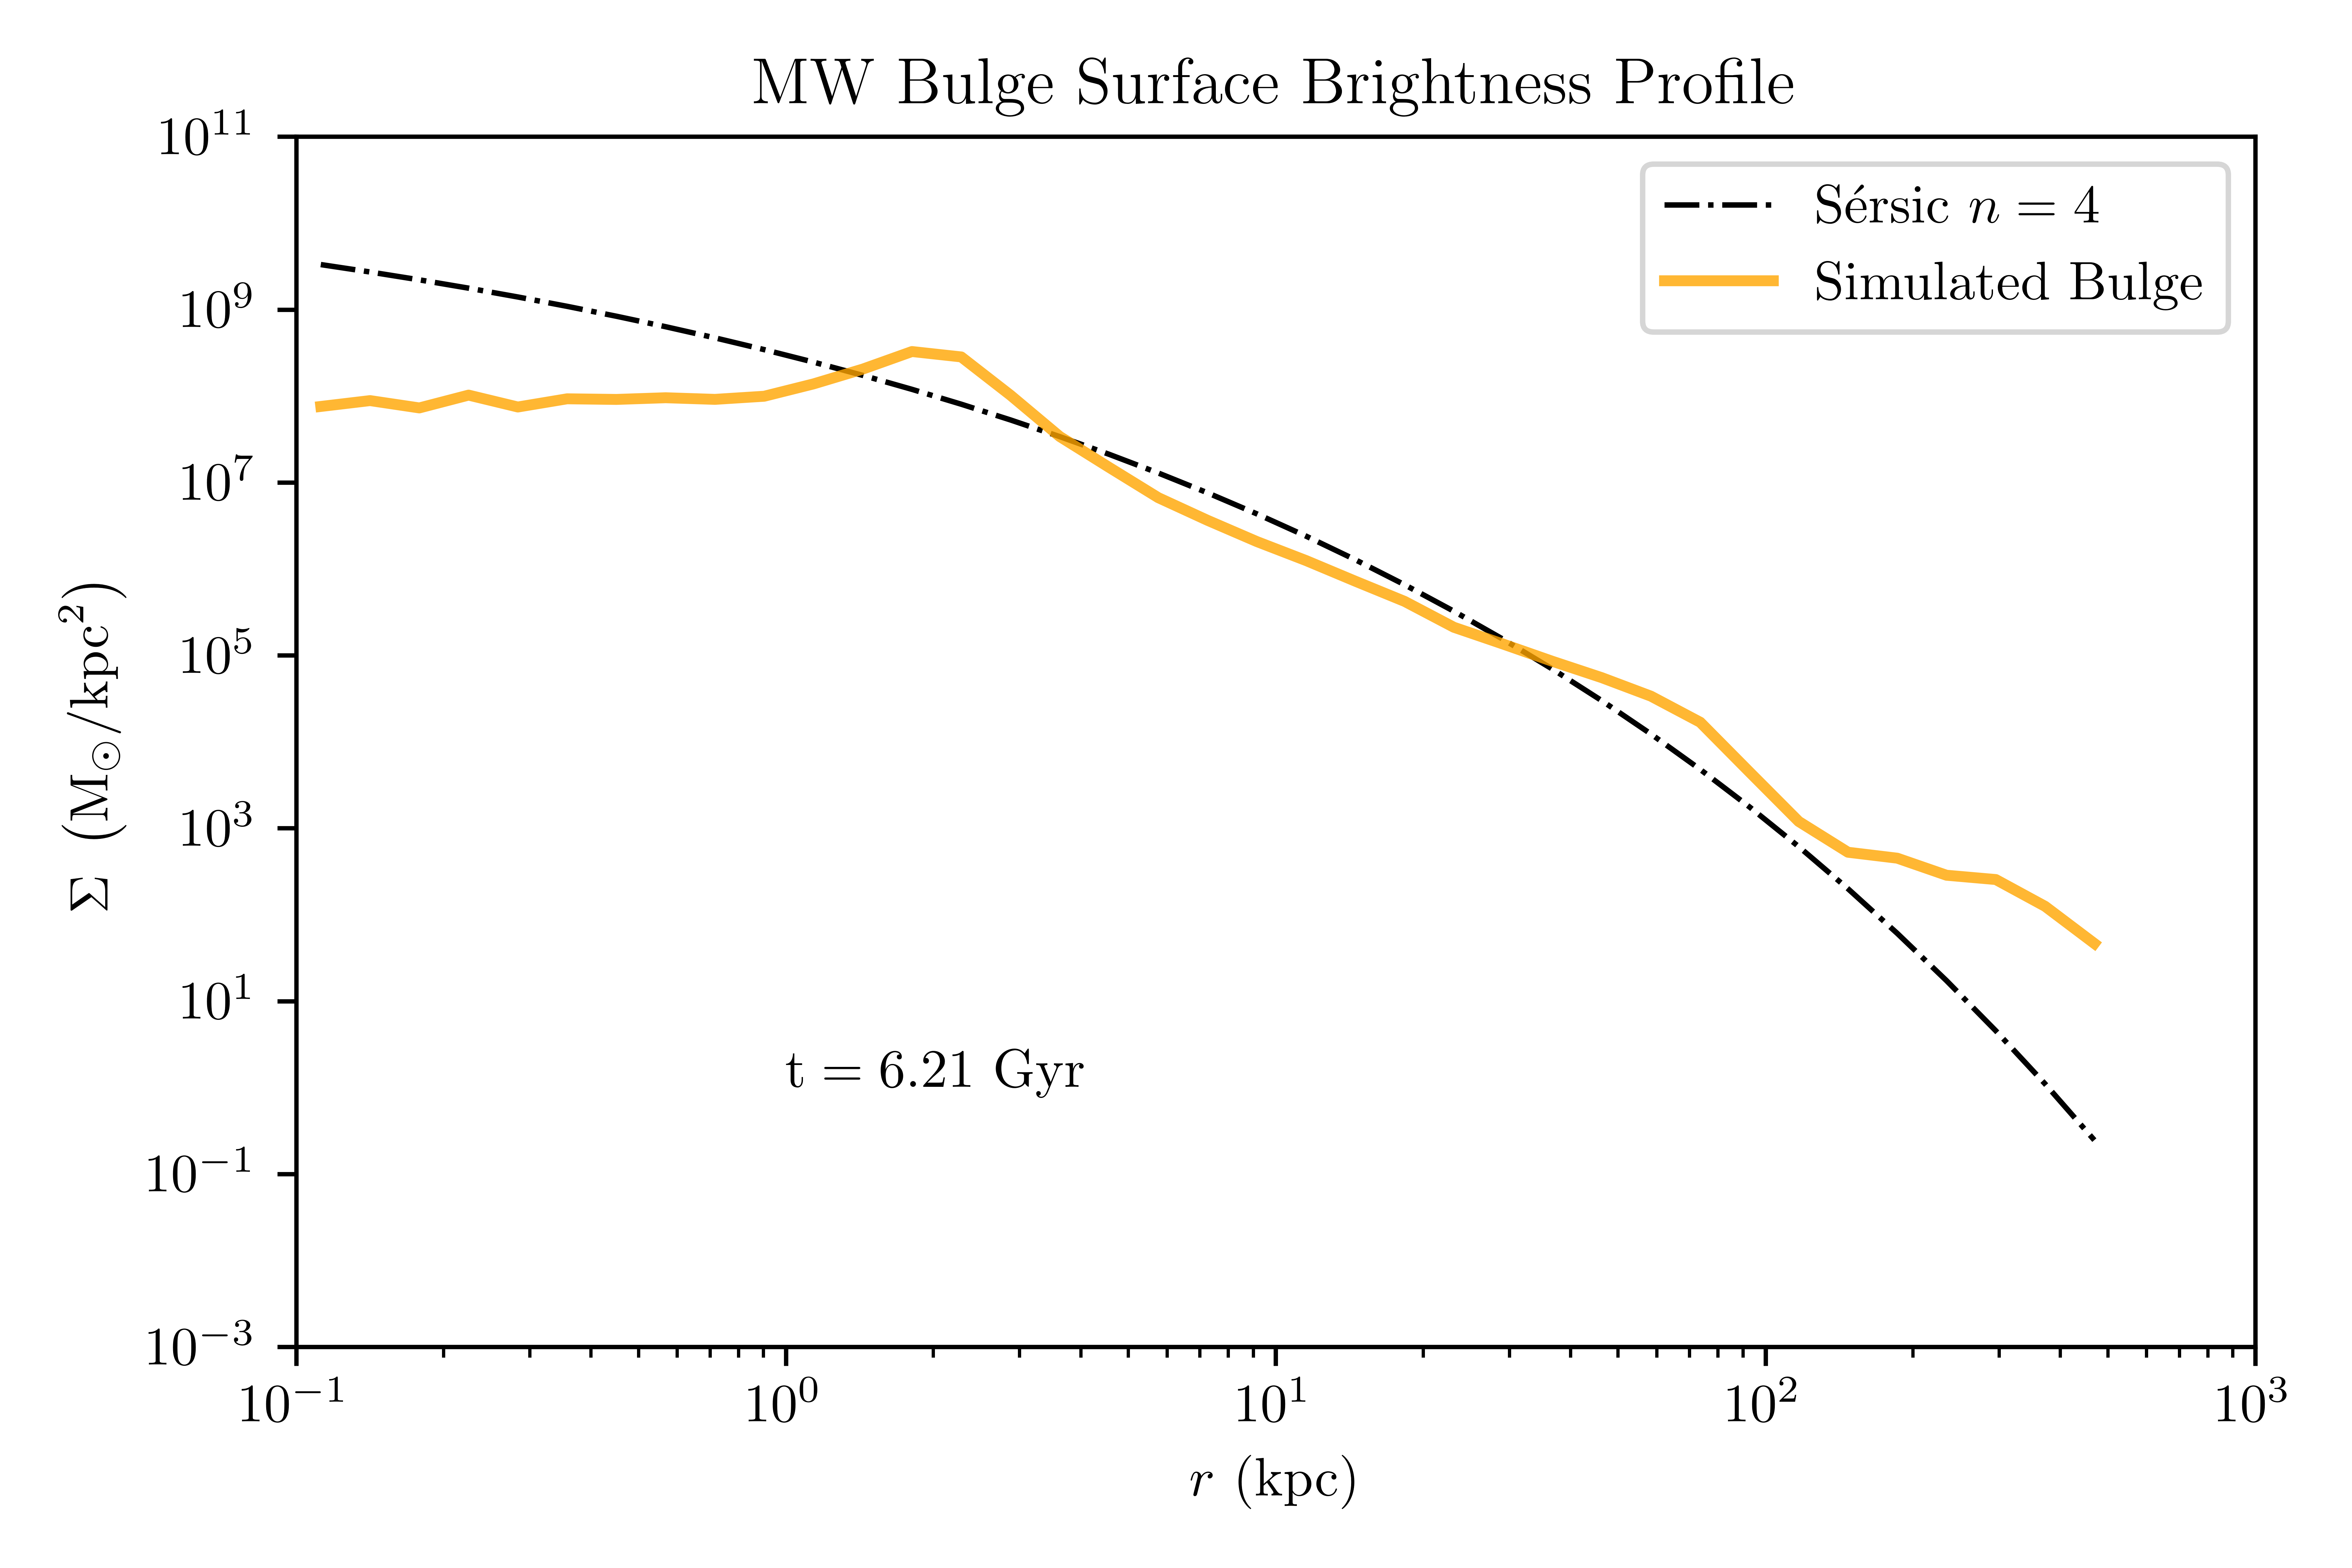 MW Bulge Surface Brightness Profile
10¹¹
10⁹
10⁷
10⁵
10³
10¹
10⁻¹
10⁻³
Σ (M☉/kpc²)
Sérsic n = 4
Simulated Bulge
t = 6.21 Gyr
10⁻¹ 10⁰ 10¹ 10² 10³
r (kpc)